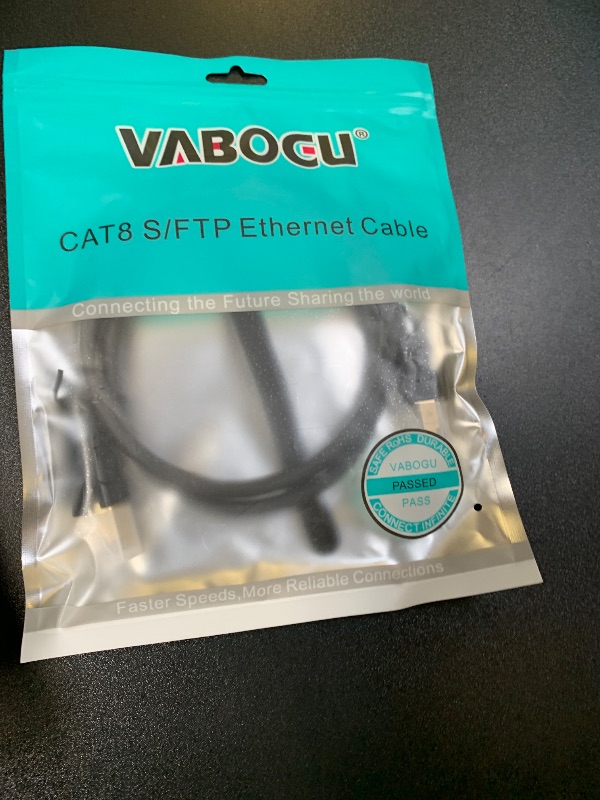 VABOGU®
CAT8 S/FTP Ethernet Cable
Connecting the Future Sharing the world
SAFE RoHS DURABLE
VABOGU
PASSED
PASS
CONNECT INFINITE
Faster Speeds,More Reliable Connections